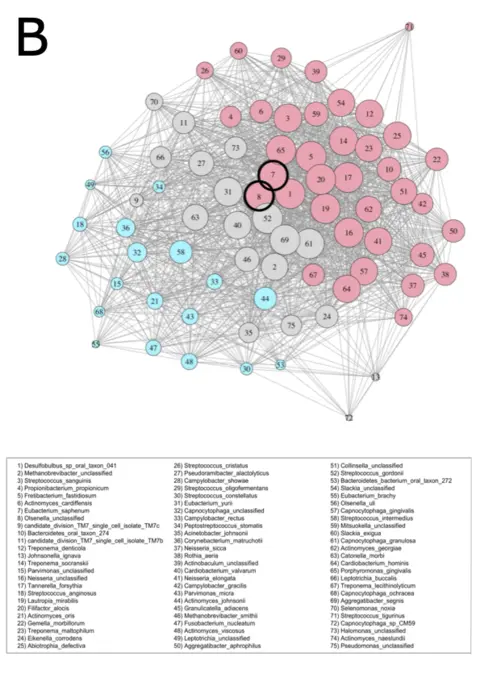 B
71
60
29
26
39
70
54
6
59
12
4
3
11
25
73
14
23
56
65
5
22
66
27
10
7
20
17
49
34
31
8
1
51
9
42
19
62
63
52
18
36
40
50
16
69
61
41
32
58
45
28
46
2
57
67
38
15
33
37
64
21
44
68
43
24
74
75
55
35
47
48
30
53
13
72
1) Desulfobulbus_sp_oral_taxon_041
2) Methanobrevibacter_unclassified
3) Streptococcus_sanguinis
4) Propionibacterium_propionicum
5) Fretibacterium_fastidiosum
6) Actinomyces_cardiffensis
7) Eubacterium_saphenum
8) Olsenella_unclassified
9) candidate_division_TM7_single_cell_isolate_TM7c
10) Bacteroidetes_oral_taxon_274
11) candidate_division_TM7_single_cell_isolate_TM7b
12) Treponema_denticola
13) Johnsonella_ignava
14) Treponema_socranskii
15) Parvimonas_unclassified
16) Neisseria_unclassified
17) Tannerella_forsythia
18) Streptococcus_anginosus
19) Lautropia_mirabilis
20) Filifactor_alocis
21) Actinomyces_oris
22) Gemella_morbillorum
23) Treponema_maltophilum
24) Eikenella_corrodens
25) Abiotrophia_defectiva
26) Streptococcus_cristatus
27) Pseudoramibacter_alactolyticus
28) Campylobacter_showae
29) Streptococcus_oligofermentans
30) Streptococcus_constellatus
31) Eubacterium_yurii
32) Capnocytophaga_unclassified
33) Campylobacter_rectus
34) Peptostreptococcus_stomatis
35) Acinetobacter_johnsonii
36) Corynebacterium_matruchotii
37) Neisseria_sicca
38) Rothia_aeria
39) Actinobaculum_unclassified
40) Cardiobacterium_valvarum
41) Neisseria_elongata
42) Campylobacter_gracilis
43) Parvimonas_micra
44) Actinomyces_johnsonii
45) Granulicatella_adiacens
46) Methanobrevibacter_smithii
47) Fusobacterium_nucleatum
48) Actinomyces_viscosus
49) Leptotrichia_unclassified
50) Aggregatibacter_aphrophilus
51) Collinsella_unclassified
52) Streptococcus_gordonii
53) Bacteroidetes_bacterium_oral_taxon_272
54) Slackia_unclassified
55) Eubacterium_brachy
56) Olsenella_uli
57) Capnocytophaga_gingivalis
58) Streptococcus_intermedius
59) Mitsuokella_unclassified
60) Slackia_exigua
61) Capnocytophaga_granulosa
62) Actinomyces_georgiae
63) Catonella_morbi
64) Cardiobacterium_hominis
65) Porphyromonas_gingivalis
66) Leptotrichia_buccalis
67) Treponema_lecithinolyticum
68) Capnocytophaga_ochracea
69) Aggregatibacter_segnis
70) Selenomonas_noxia
71) Streptococcus_tigurinus
72) Capnocytophaga_sp_CM59
73) Halomonas_unclassified
74) Actinomyces_naeslundii
75) Pseudomonas_unclassified